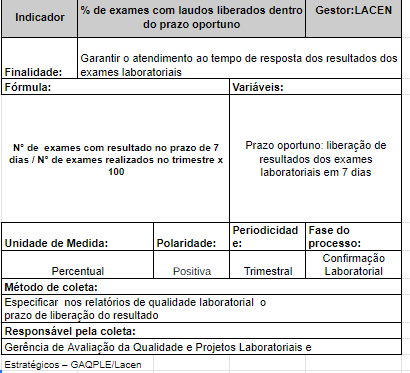 Indicador
% de exames com laudos liberados dentro
do prazo oportuno
Gestor:LACEN
Finalidade:
Garantir o atendimento ao tempo de resposta dos resultados dos
exames laboratoriais
Fórmula:
Variáveis:
N° de  exames com resultado no prazo de 7
dias / N° de exames realizados no trimestre x
100
Prazo oportuno: liberação de
resultados dos exames
laboratoriais em 7 dias
Unidade de Medida:
Polaridade:
Periodicidad
e:
Fase do
processo:
Percentual
Positiva
Trimestral
Confirmação
Laboratorial
Método de coleta:
Especificar  nos relatórios de qualidade laboratorial  o
prazo de liberação do resultado
Responsável pela coleta:
Gerência de Avaliação da Qualidade e Projetos Laboratoriais e
Estratégicos – GAQPLE/Lacen